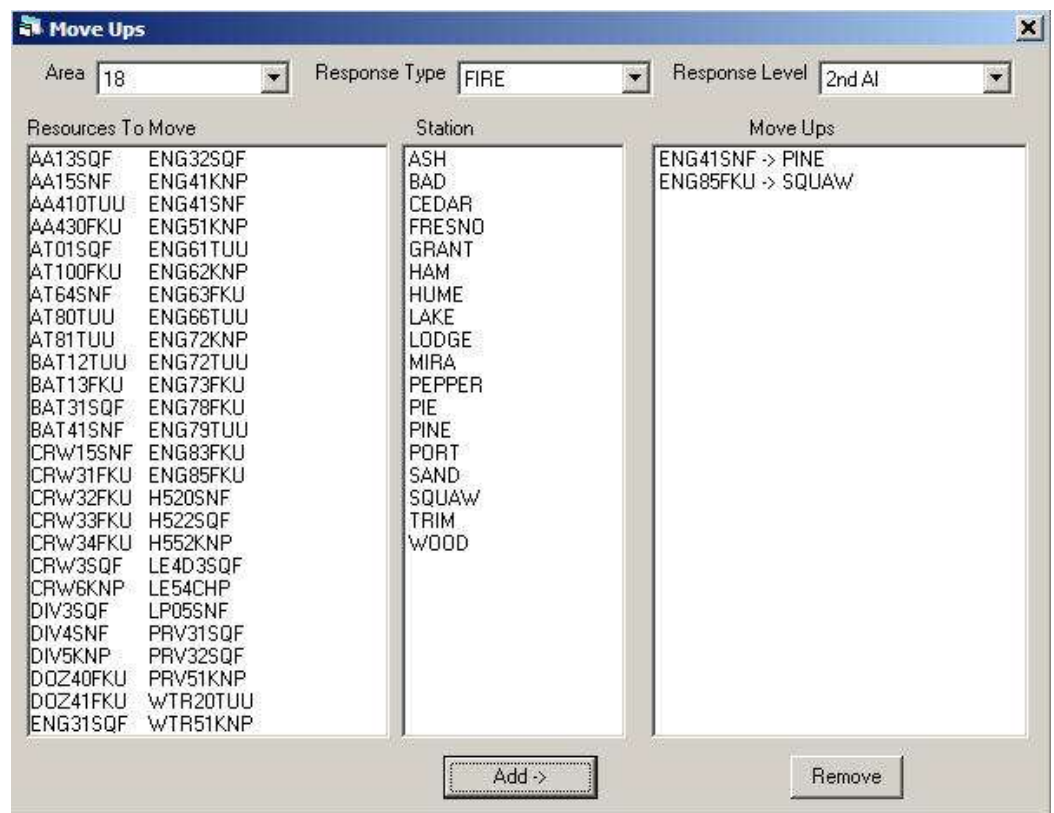 Move Ups
Area 18 Response Type FIRE Response Level 2nd Al
Resources To Move
AA13SQF ENG32SQF
AA15SNF ENG41KNP
AA410TUU ENG41SNF
AA430FKU ENG51KNP
AT01SQF ENG61TUU
AT100FKU ENG62KNP
AT64SNF ENG63FKU
AT80TUU ENG66TUU
AT81TUU ENG72KNP
BAT12TUU ENG72TUU
BAT13FKU ENG73FKU
BAT31SQF ENG78FKU
BAT41SNF ENG79TUU
CRW15SNF ENG83FKU
CRW31FKU ENG85FKU
CRW32FKU H520SNF
CRW33FKU H522SQF
CRW34FKU H552KNP
CRW3SQF LE4D3SQF
CRW6KNP LE54CHP
DIV3SQF LP05SNF
DIV4SNF PRV31SQF
DIV5KNP PRV32SQF
DOZ40FKU PRV51KNP
DOZ41FKU WTR20TUU
ENG31SQF WTR51KNP
Station
ASH
BAD
CEDAR
FRESNO
GRANT
HAM
HUME
LAKE
LODGE
MIRA
PEPPER
PIE
PINE
PORT
SAND
SQUAW
TRIM
WOOD
Move Ups
ENG41SNF -> PINE
ENG85FKU -> SQUAW
Add ->
Remove